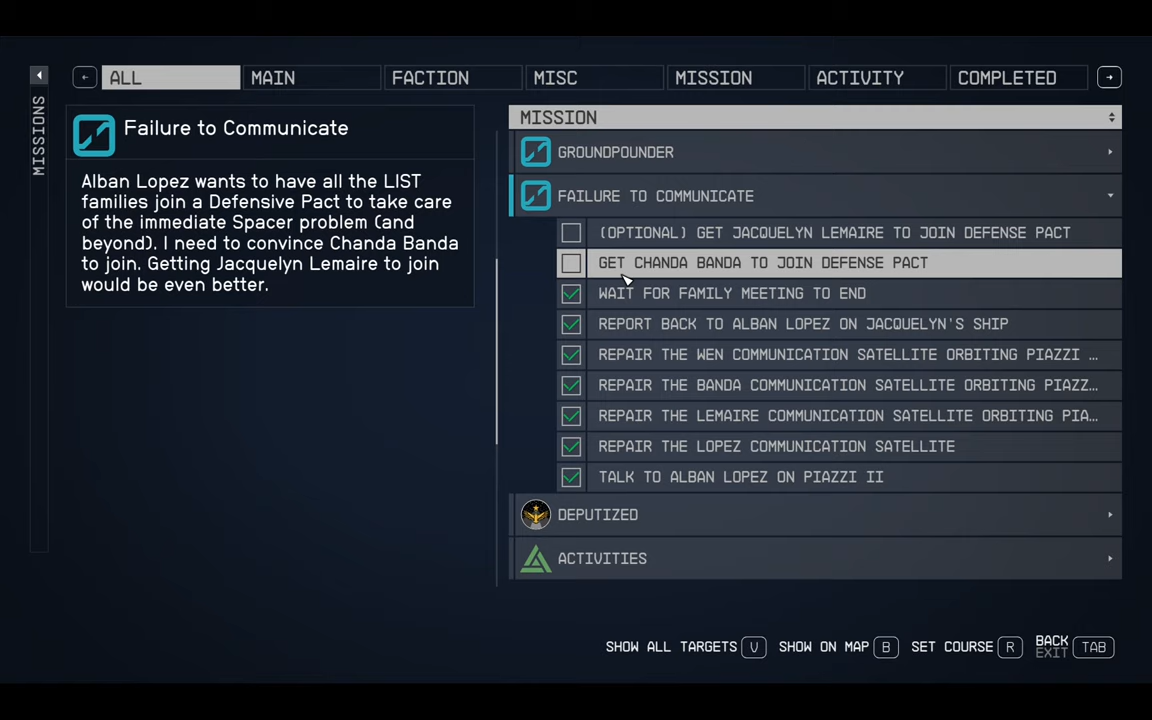 ALL
MAIN
FACTION
MISC
MISSION
ACTIVITY
COMPLETED
MISSIONS
Failure to Communicate
Alban Lopez wants to have all the LIST
families join a Defensive Pact to take care
of the immediate Spacer problem (and
beyond). I need to convince Chanda Banda
to join. Getting Jacquelyn Lemaire to join
would be even better.
MISSION
GROUNDPOUNDER
FAILURE TO COMMUNICATE
(OPTIONAL) GET JACQUELYN LEMAIRE TO JOIN DEFENSE PACT
GET CHANDA BANDA TO JOIN DEFENSE PACT
WAIT FOR FAMILY MEETING TO END
REPORT BACK TO ALBAN LOPEZ ON JACQUELYN'S SHIP
REPAIR THE WEN COMMUNICATION SATELLITE ORBITING PIAZZI ...
REPAIR THE BANDA COMMUNICATION SATELLITE ORBITING PIAZZ...
REPAIR THE LEMAIRE COMMUNICATION SATELLITE ORBITING PIA...
REPAIR THE LOPEZ COMMUNICATION SATELLITE
TALK TO ALBAN LOPEZ ON PIAZZI II
DEPUTIZED
ACTIVITIES
SHOW ALL TARGETS V SHOW ON MAP B SET COURSE R BACK TAB
EXIT